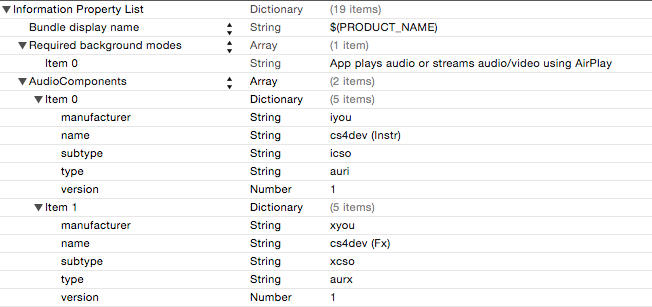 Information Property List Dictionary (19 items)
Bundle display name String $(PRODUCT_NAME)
Required background modes Array (1 item)
Item 0 String App plays audio or streams audio/video using AirPlay
AudioComponents Array (2 items)
Item 0 Dictionary (5 items)
manufacturer String iyou
name String cs4dev (Instr)
subtype String icso
type String auri
version Number 1
Item 1 Dictionary (5 items)
manufacturer String xyou
name String cs4dev (Fx)
subtype String xcso
type String aurx
version Number 1